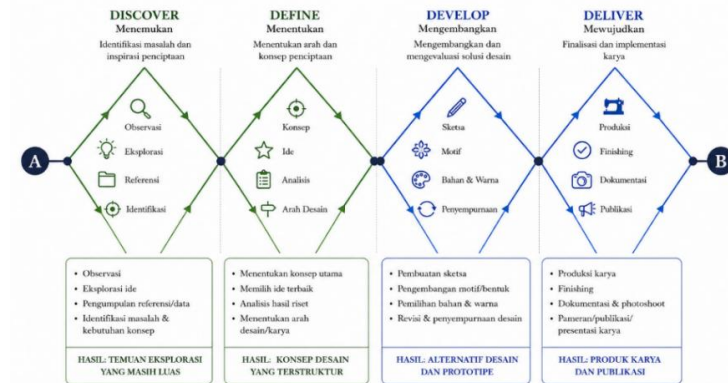 DISCOVER
Menemukan
Identifikasi masalah dan
inspirasi penciptaan
DEFINE
Menentukan
Menentukan arah dan
konsep penciptaan
DEVELOP
Mengembangkan
Mengembangkan dan
mengevaluasi solusi desain
DELIVER
Mewujudkan
Finalisasi dan implementasi
karya
A
Observasi
Eksplorasi
Referensi
Identifikasi
Konsep
Ide
Analisis
Arah Desain
Sketsa
Motif
Bahan & Warna
Penyempurnaan
Produksi
Finishing
Dokumentasi
Publikasi
B
• Observasi
• Eksplorasi ide
• Pengumpulan referensi/data
• Identifikasi masalah &
kebutuhan konsep
HASIL: TEMUAN EKSPLORASI
YANG MASIH LUAS
• Menentukan konsep utama
• Memilih ide terbaik
• Analisis hasil riset
• Menentukan arah
desain/karya
HASIL: KONSEP DESAIN
YANG TERSTRUKTUR
• Pembuatan sketsa
• Pengembangan motif/bentuk
• Pemilihan bahan & warna
• Revisi & penyempurnaan desain
HASIL: ALTERNATIF DESAIN
DAN PROTOTIPE
• Produksi karya
• Finishing
• Dokumentasi & photoshoot
• Pameran/publikasi/
presentasi karya
HASIL: PRODUK KARYA
DAN PUBLIKASI